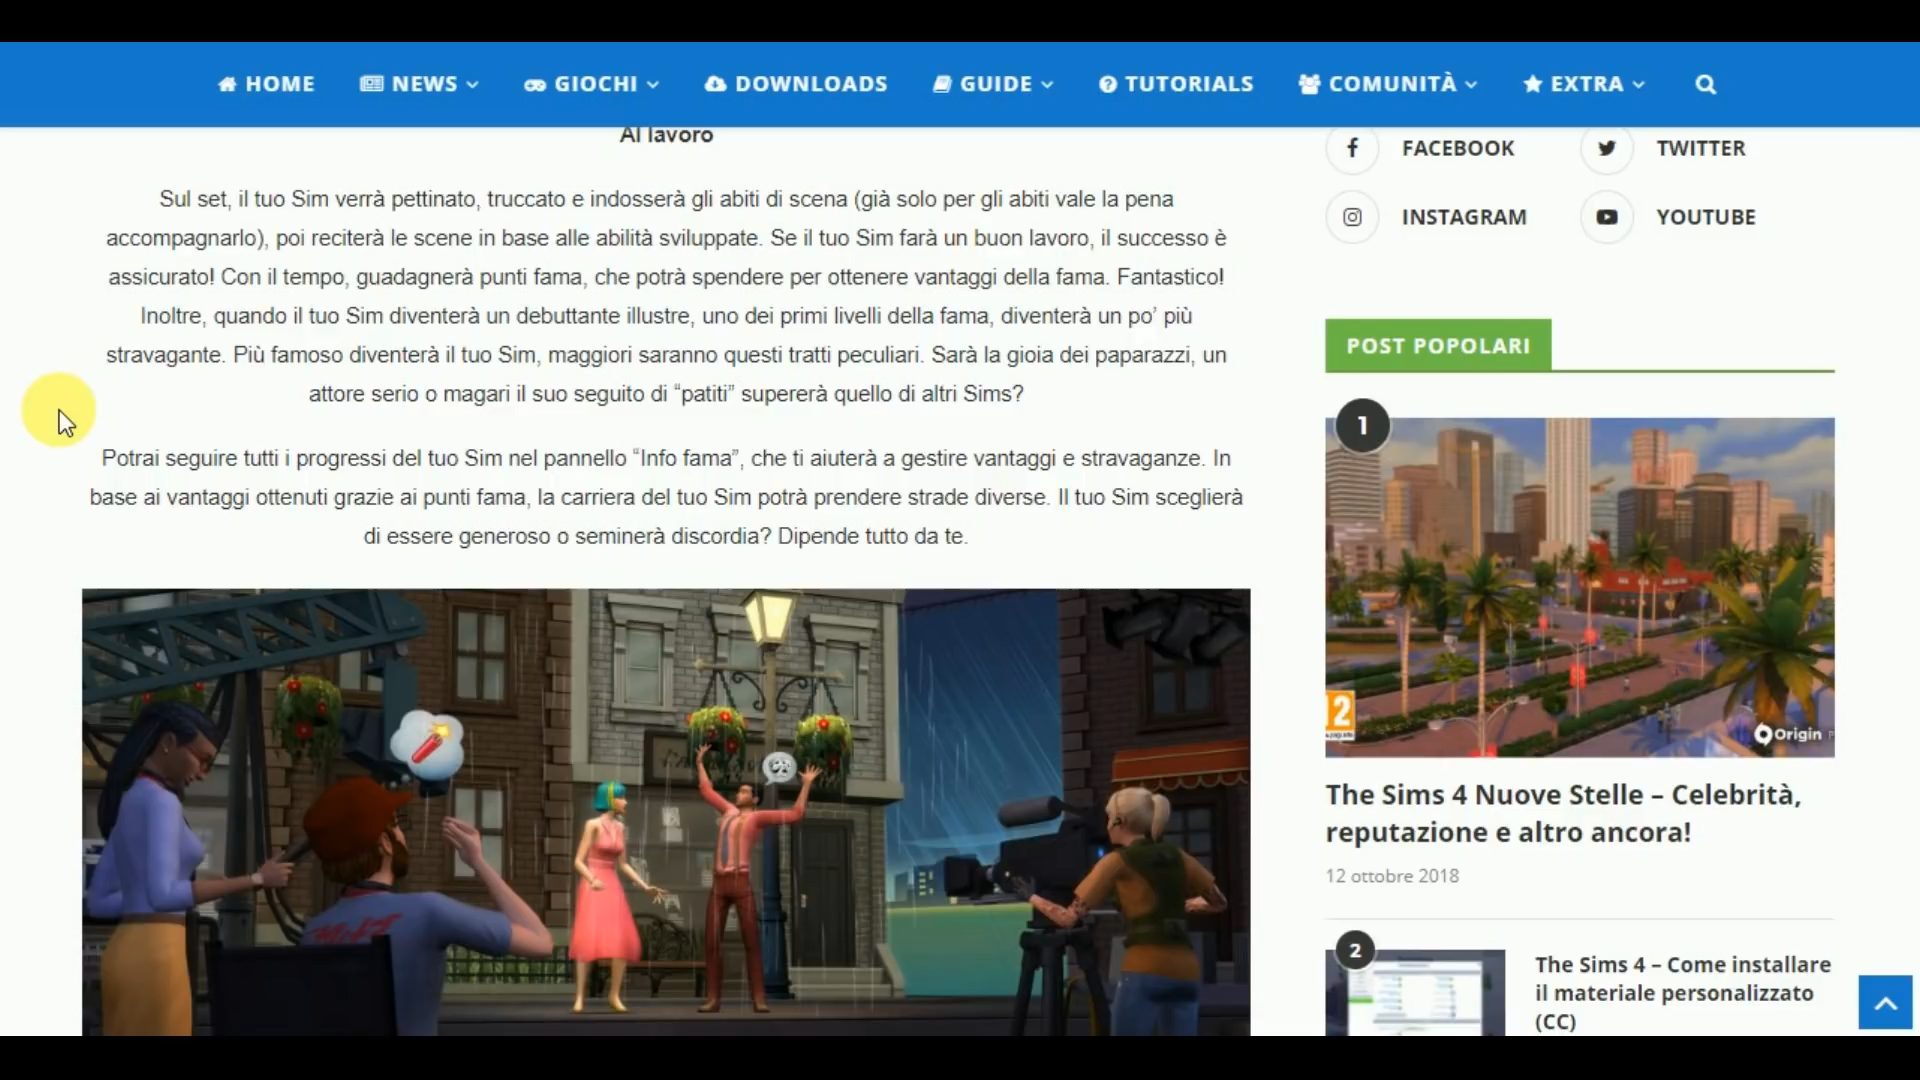 HOME NEWS GIOCHI DOWNLOADS GUIDE TUTORIALS COMUNITÀ EXTRA
Al lavoro
Sul set, il tuo Sim verrà pettinato, truccato e indosserà gli abiti di scena (già solo per gli abiti vale la pena
accompagnarlo), poi reciterà le scene in base alle abilità sviluppate. Se il tuo Sim farà un buon lavoro, il successo è
assicurato! Con il tempo, guadagnerà punti fama, che potrà spendere per ottenere vantaggi della fama. Fantastico!
Inoltre, quando il tuo Sim diventerà un debuttante illustre, uno dei primi livelli della fama, diventerà un po’ più
stravagante. Più famoso diventerà il tuo Sim, maggiori saranno questi tratti peculiari. Sarà la gioia dei paparazzi, un
attore serio o magari il suo seguito di “patiti” supererà quello di altri Sims?
Potrai seguire tutti i progressi del tuo Sim nel pannello “Info fama”, che ti aiuterà a gestire vantaggi e stravaganze. In
base ai vantaggi ottenuti grazie ai punti fama, la carriera del tuo Sim potrà prendere strade diverse. Il tuo Sim sceglierà
di essere generoso o seminerà discordia? Dipende tutto da te.
FACEBOOK TWITTER
INSTAGRAM YOUTUBE
POST POPOLARI
1
12
Origin
The Sims 4 Nuove Stelle – Celebrità,
reputazione e altro ancora!
12 ottobre 2018
2
The Sims 4 – Come installare
il materiale personalizzato
(CC)